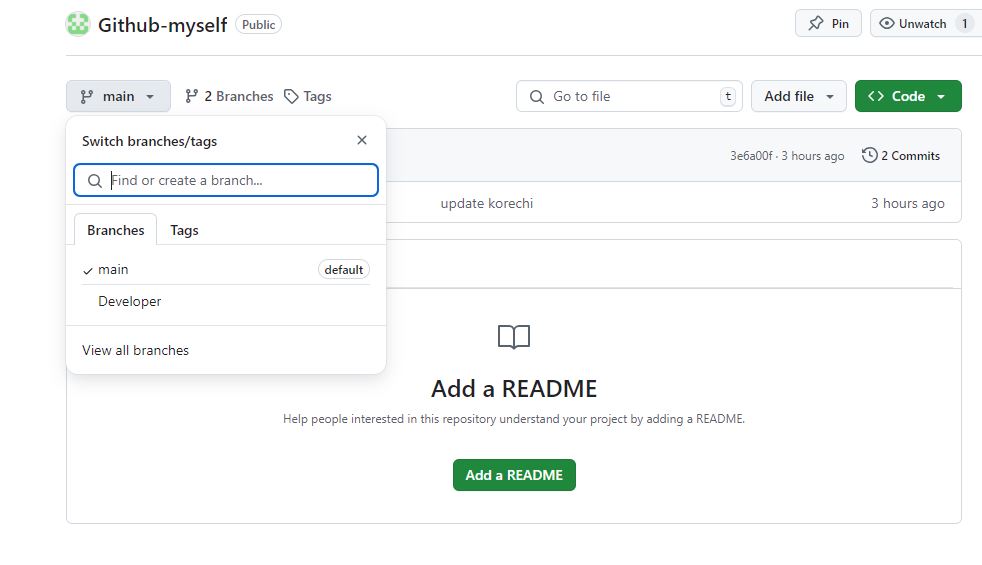 Github-myself Public Pin Unwatch 1
main 2 Branches Tags Go to file t Add file Code
Switch branches/tags
3e6a00f · 3 hours ago 2 Commits
Find or create a branch...
update korechi 3 hours ago
Branches Tags
main default
Developer
View all branches
Add a README
Help people interested in this repository understand your project by adding a README.
Add a README